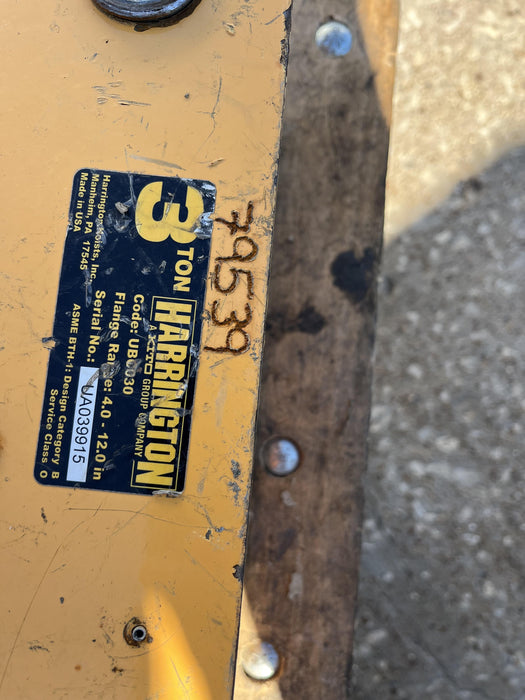 79539
3 TON
HARRINGTON
A KITO GROUP COMPANY
Code: UBC030
Flange Range: 4.0 - 12.0 in
Serial No.: UA039915
ASME BTH-1: Design Category B
Service Class 0
Harrington Hoists, Inc.
Manheim, PA 17545
Made in USA